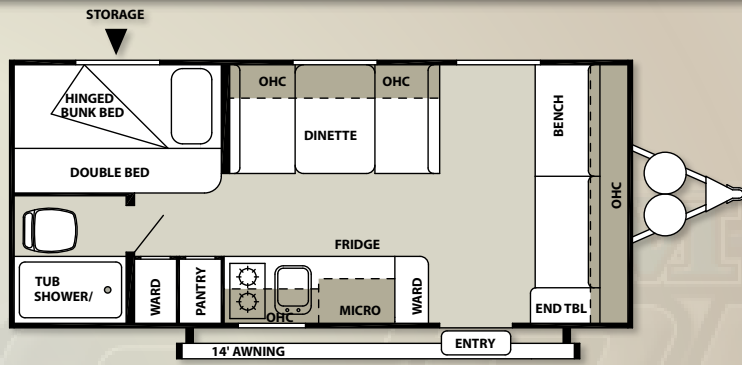 STORAGE
HINGED
BUNK BED
DOUBLE BED
OHC
OHC
DINETTE
BENCH
OHC
FRIDGE
TUB
SHOWER/
WARD
PANTRY
OHC
MICRO
WARD
END TBL
ENTRY
14' AWNING